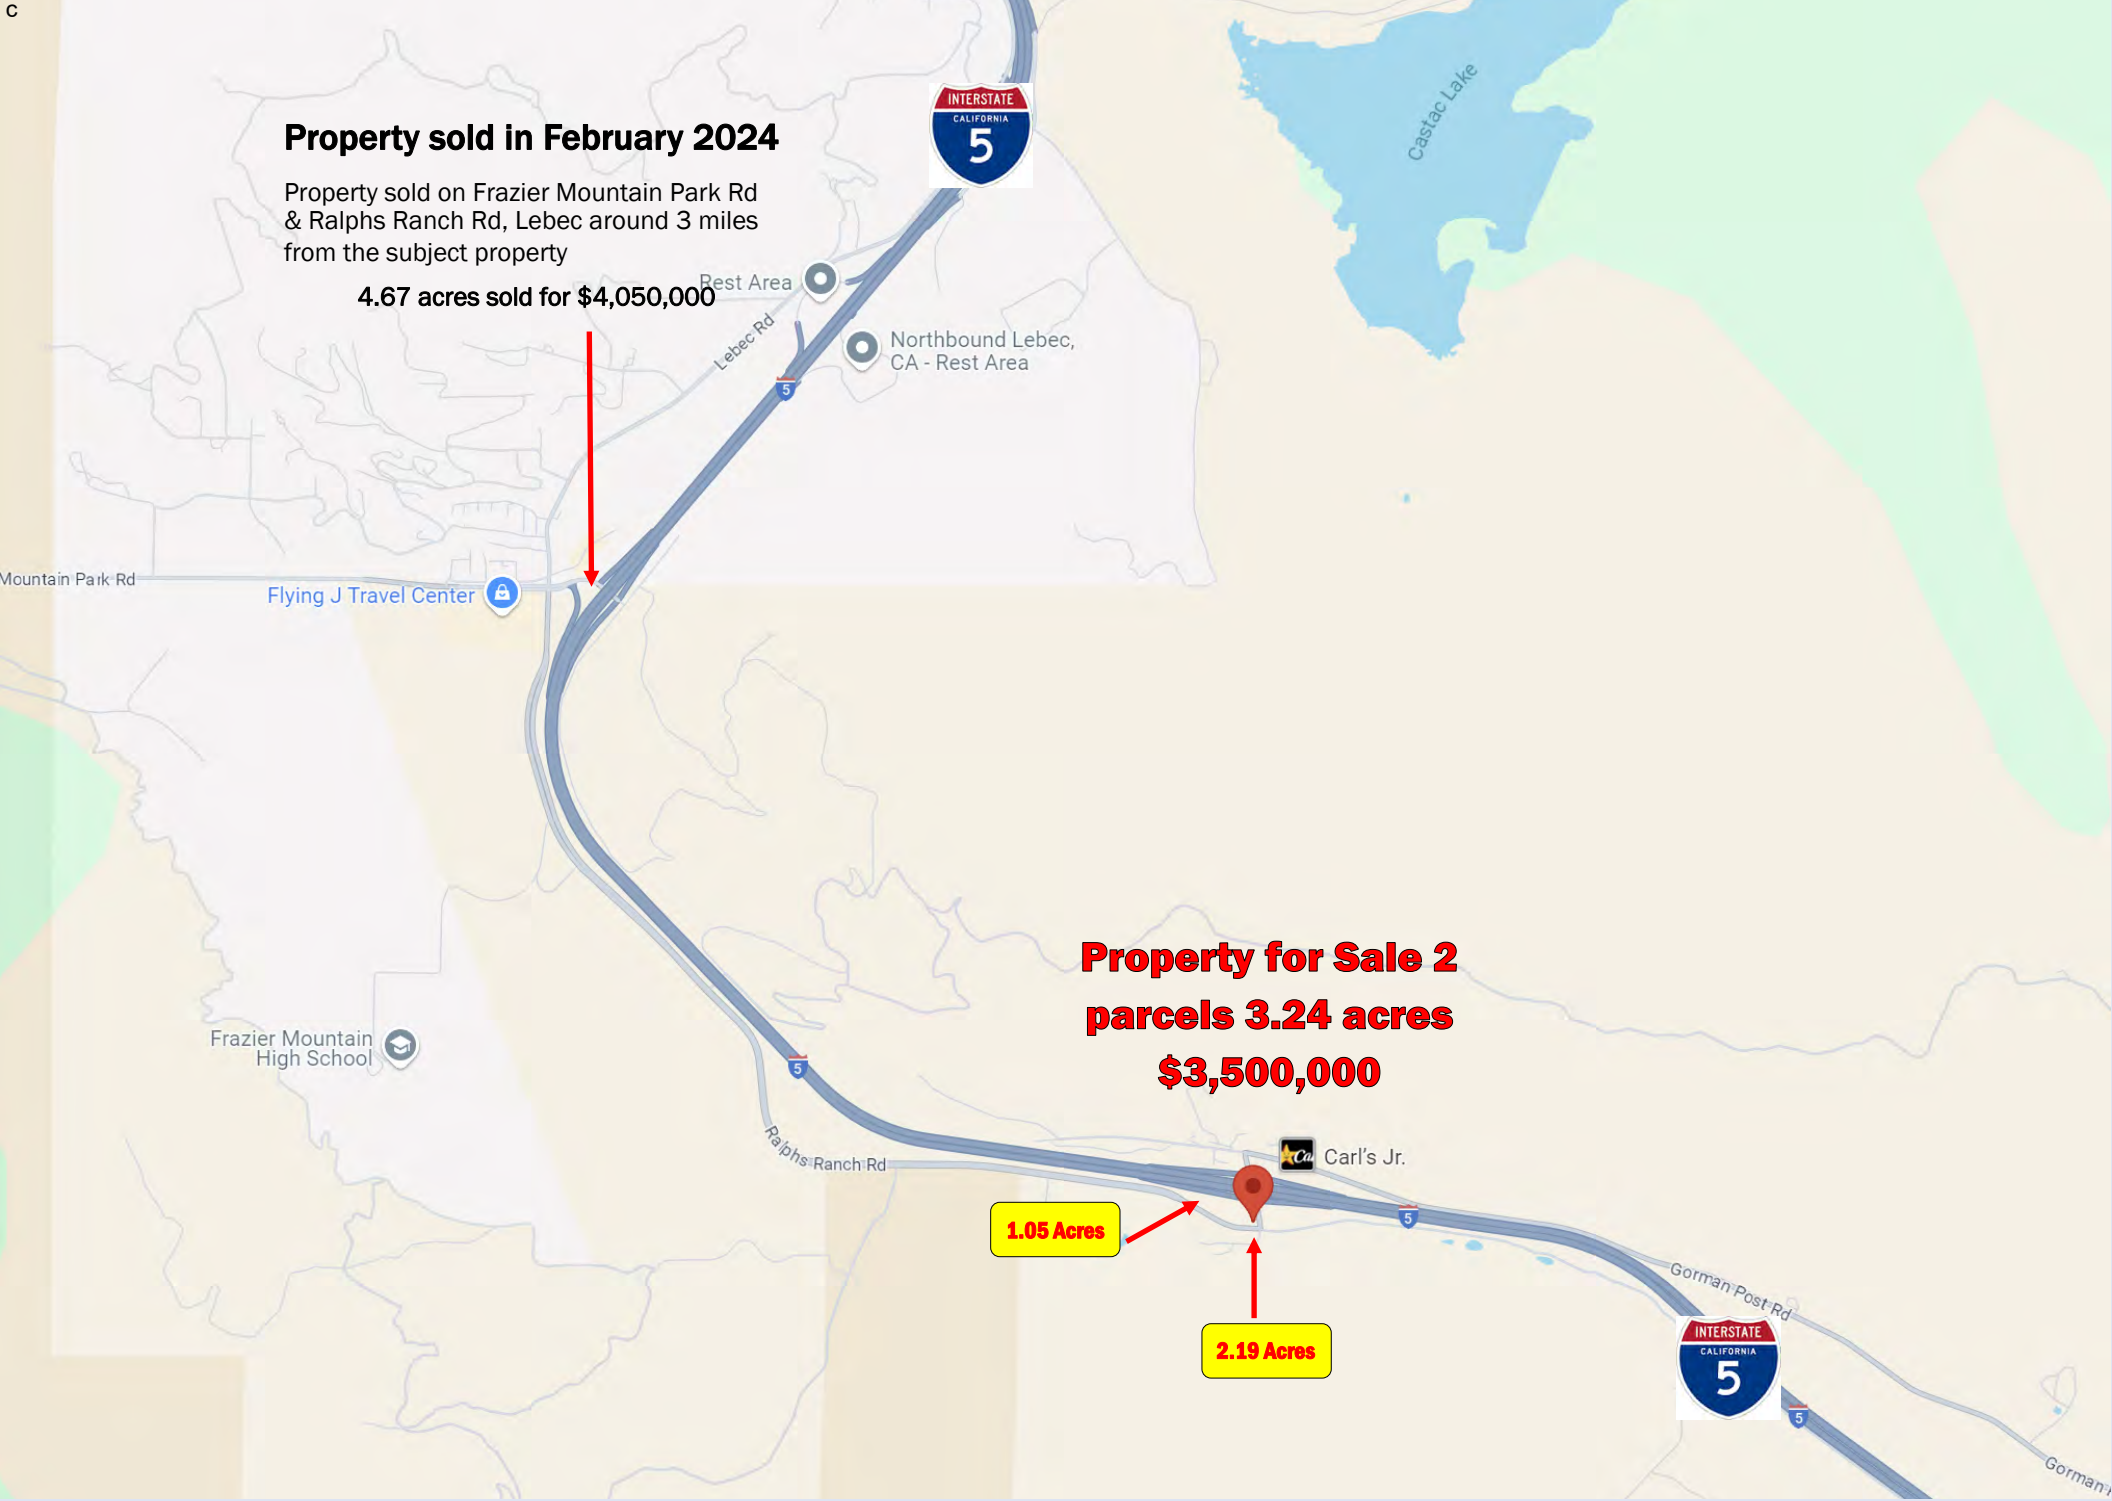 c
INTERSTATE
CALIFORNIA
5
Castac Lake
Property sold in February 2024
Property sold on Frazier Mountain Park Rd
& Ralphs Ranch Rd, Lebec around 3 miles
from the subject property
4.67 acres sold for $4,050,000
Rest Area
Lebec Rd
Northbound Lebec,
CA - Rest Area
5
Mountain Park Rd
Flying J Travel Center
Property for Sale 2
parcels 3.24 acres
$3,500,000
Frazier Mountain
High School
5
Ralphs Ranch Rd
Carl's Jr.
1.05 Acres
5
2.19 Acres
Gorman Post Rd
INTERSTATE
CALIFORNIA
5
5
Gorman